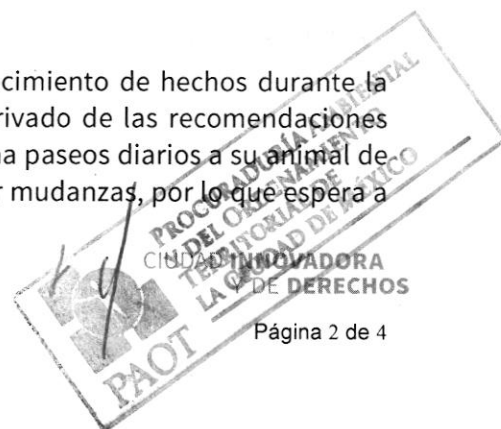 cimiento de hechos durante la
rivado de las recomendaciones
na paseos diarios a su animal de
r mudanzas, por lo que espera a
PROCURADURÍA AMBIENTAL
Y DEL ORDENAMIENTO
TERRITORIAL DE
LA CIUDAD DE MÉXICO
PAOT
CIUDAD INNOVADORA
Y DE DERECHOS
Página 2 de 4